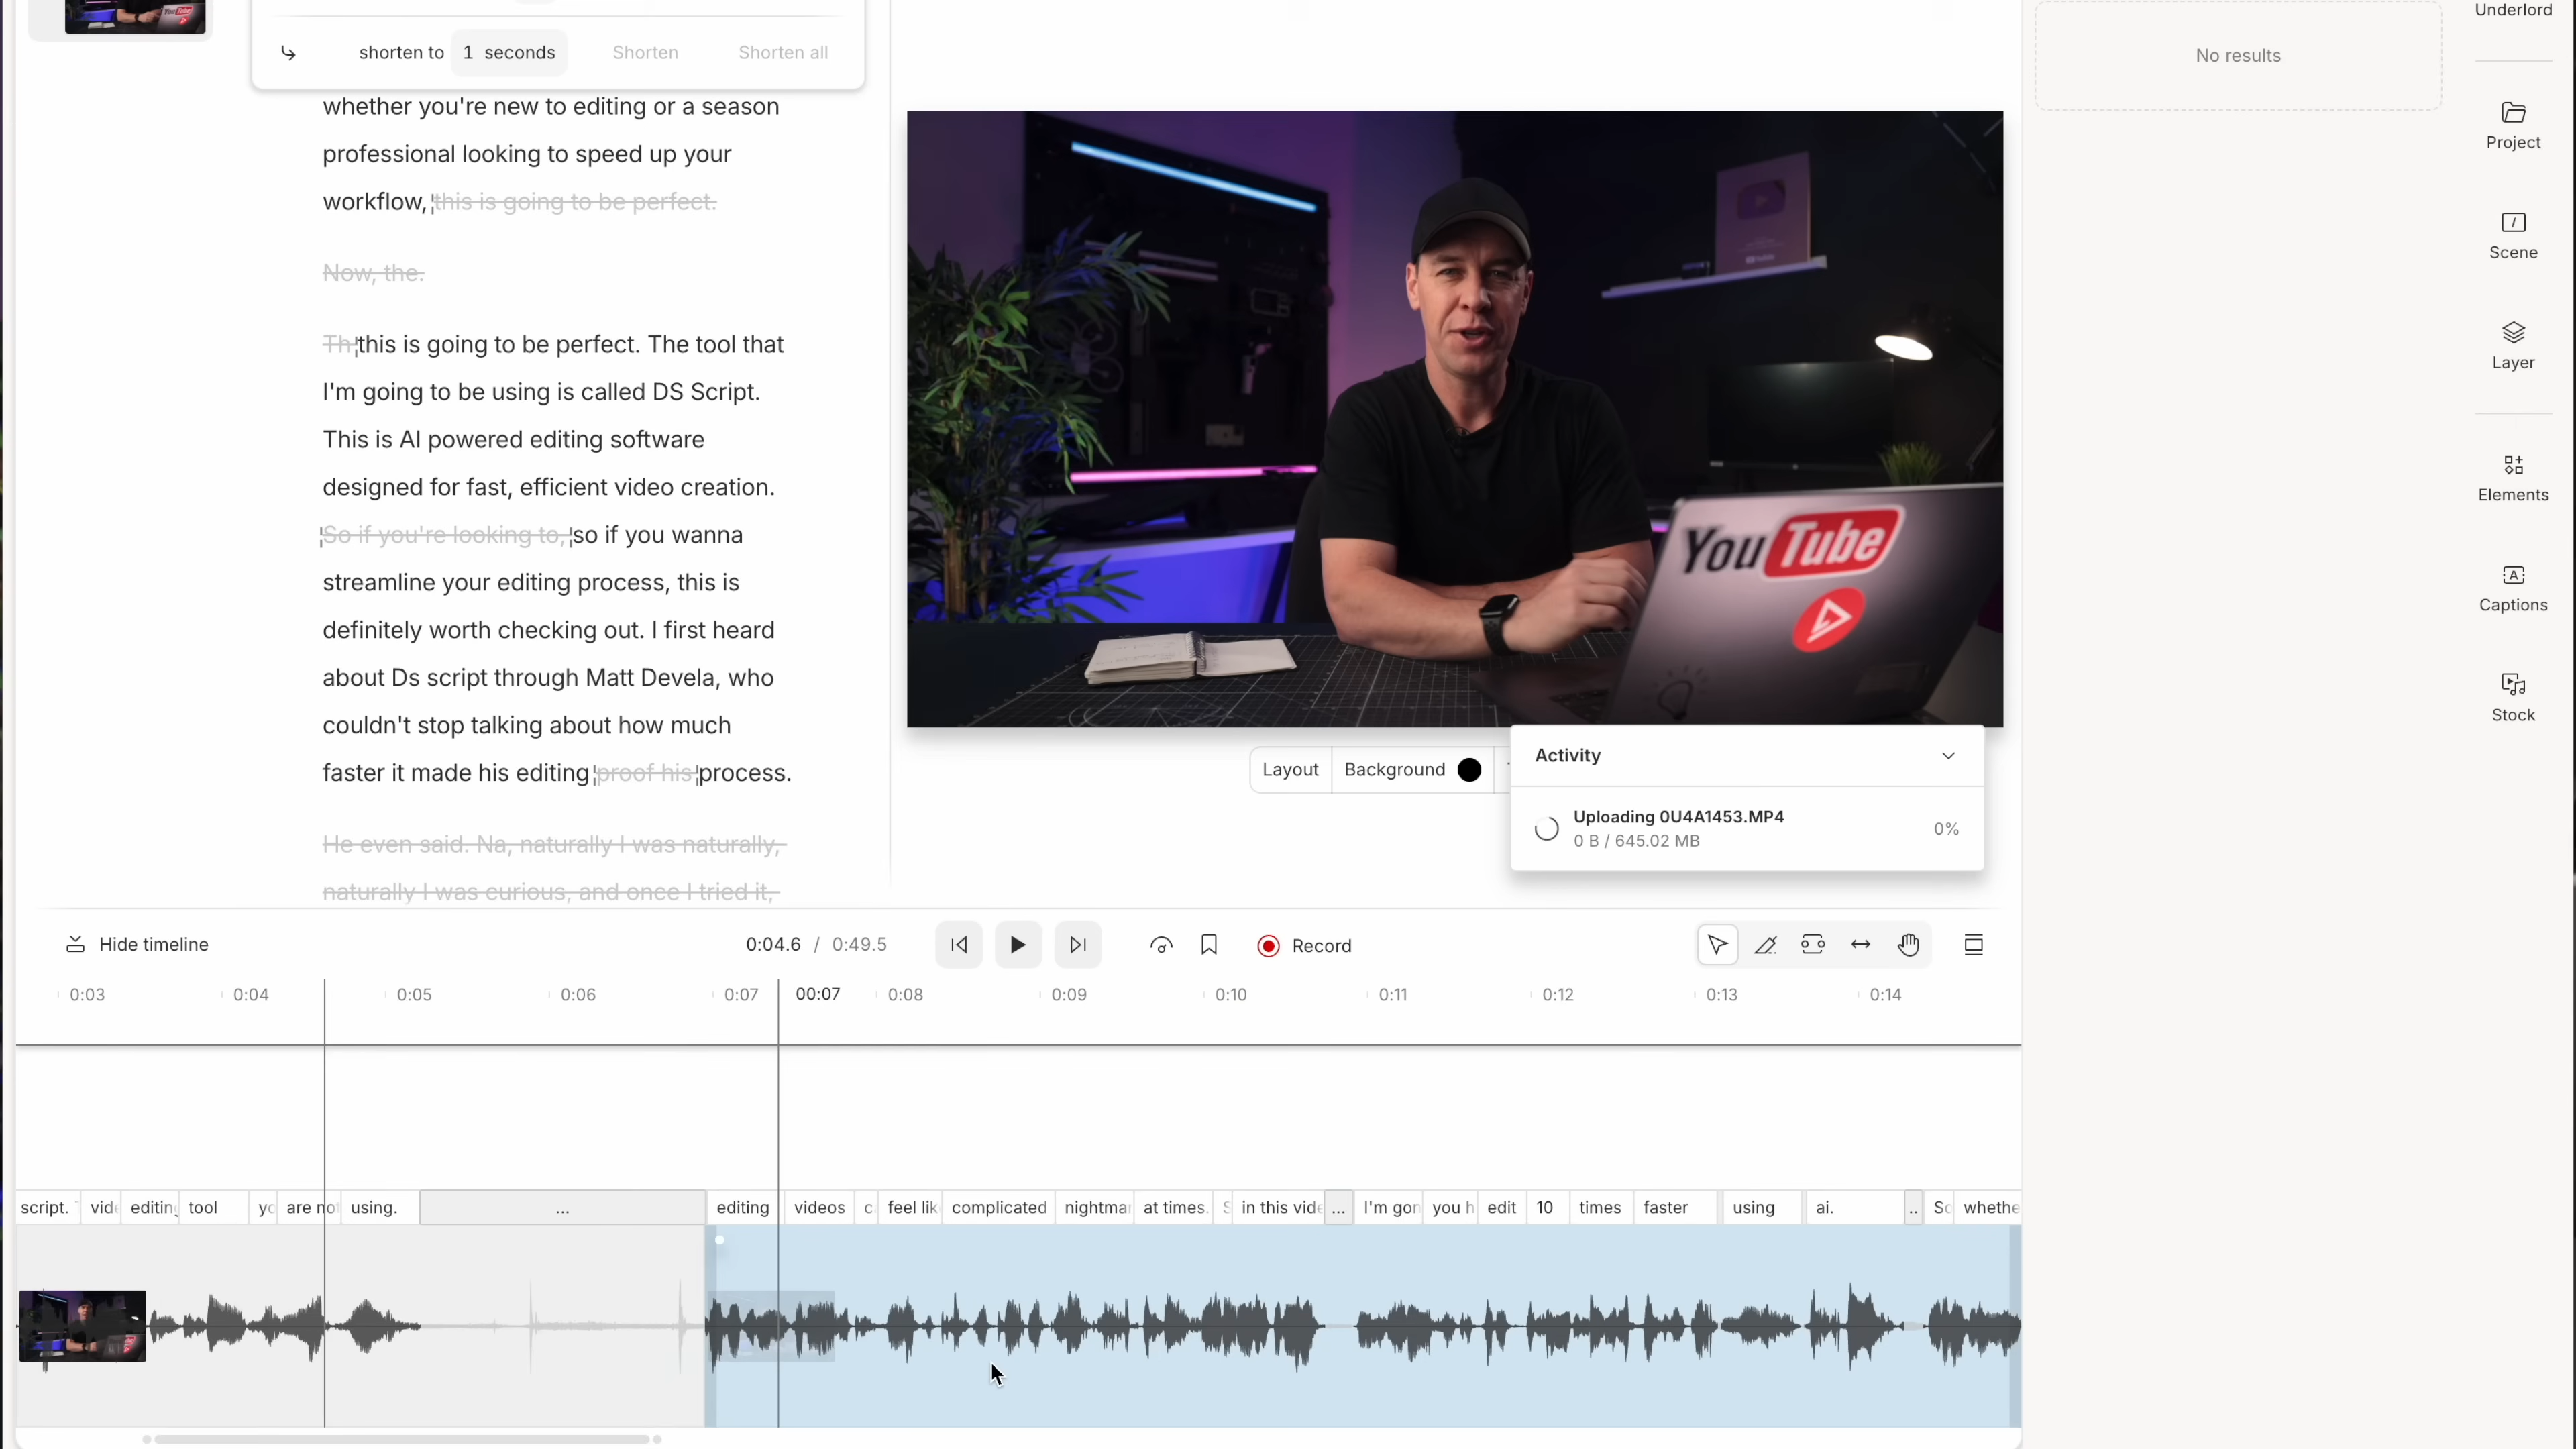 shorten to 1 seconds Shorten Shorten all
whether you're new to editing or a season
professional looking to speed up your
workflow, this is going to be perfect.
Now, the.
Th this is going to be perfect. The tool that
I'm going to be using is called DS Script.
This is AI powered editing software
designed for fast, efficient video creation.
So if you're looking to, so if you wanna
streamline your editing process, this is
definitely worth checking out. I first heard
about Ds script through Matt Devela, who
couldn't stop talking about how much
faster it made his editing proof his process.
He even said. Na, naturally I was naturally,
naturally I was curious, and once I tried it,
YouTube
Layout Background
Activity
Uploading 0U4A1453.MP4
0 B / 645.02 MB
0%
No results
Underlord
Project
Scene
Layer
Elements
Captions
Stock
Hide timeline
0:04.6 / 0:49.5
Record
0:03 0:04 0:05 0:06 0:07 00:07 0:08 0:09 0:10 0:11 0:12 0:13 0:14
script. vid editing tool yo are no using. ... editing videos c feel lik complicated nightmar at times. S in this vide ... I'm gon you h edit 10 times faster using ai. .. So whethe